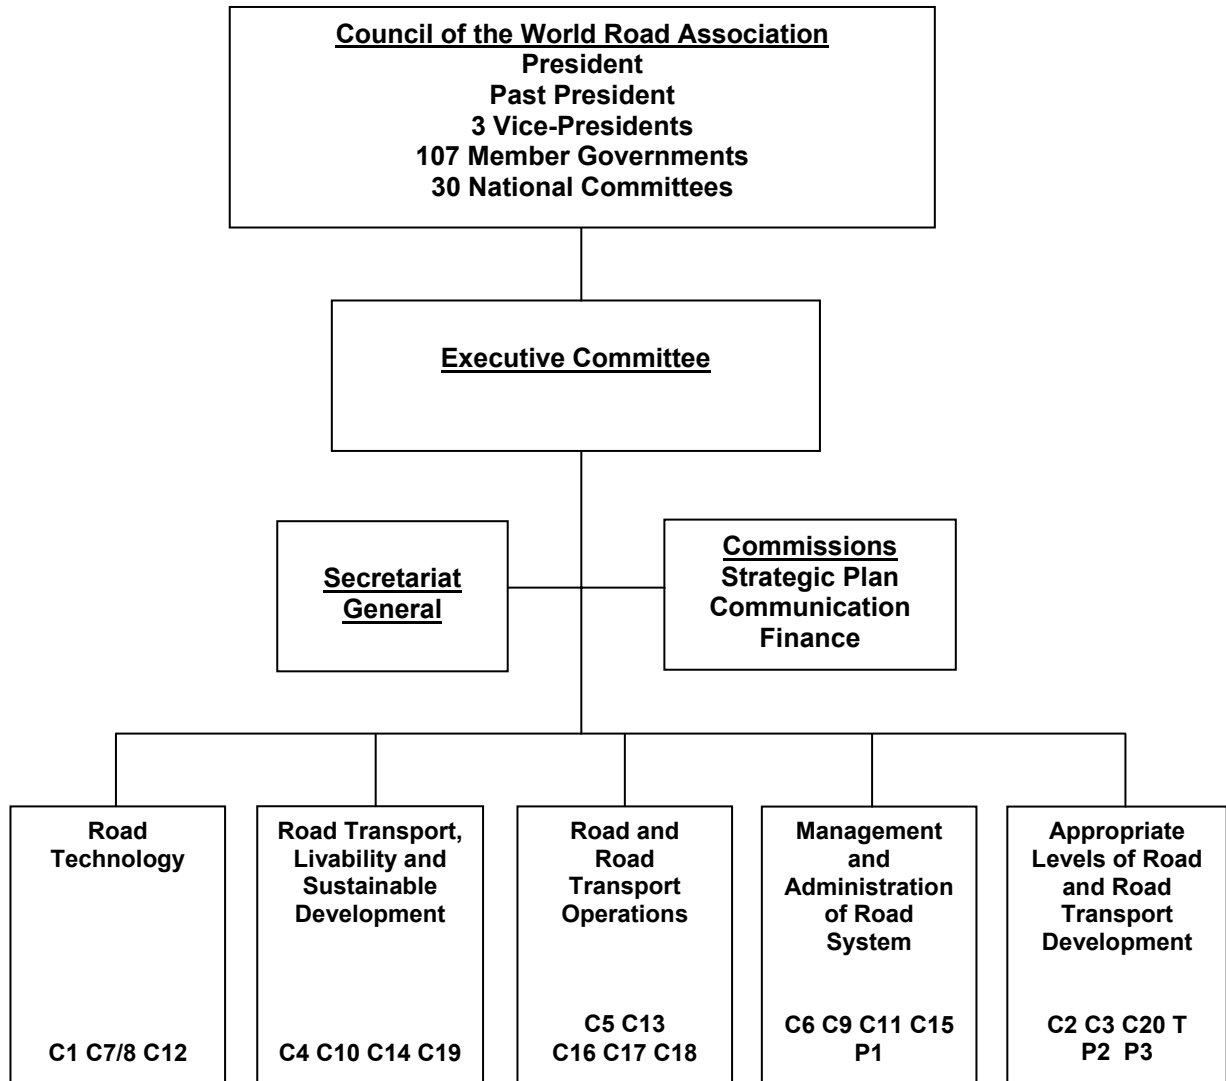 Council of the World Road Association
President
Past President
3 Vice-Presidents
107 Member Governments
30 National Committees
Executive Committee
Secretariat
General
Commissions
Strategic Plan
Communication
Finance
Road
Technology
C1 C7/8 C12
Road Transport,
Livability and
Sustainable
Development
C4 C10 C14 C19
Road and
Road
Transport
Operations
C5 C13
C16 C17 C18
Management
and
Administration
of Road
System
C6 C9 C11 C15
P1
Appropriate
Levels of Road
and Road
Transport
Development
C2 C3 C20 T
P2 P3